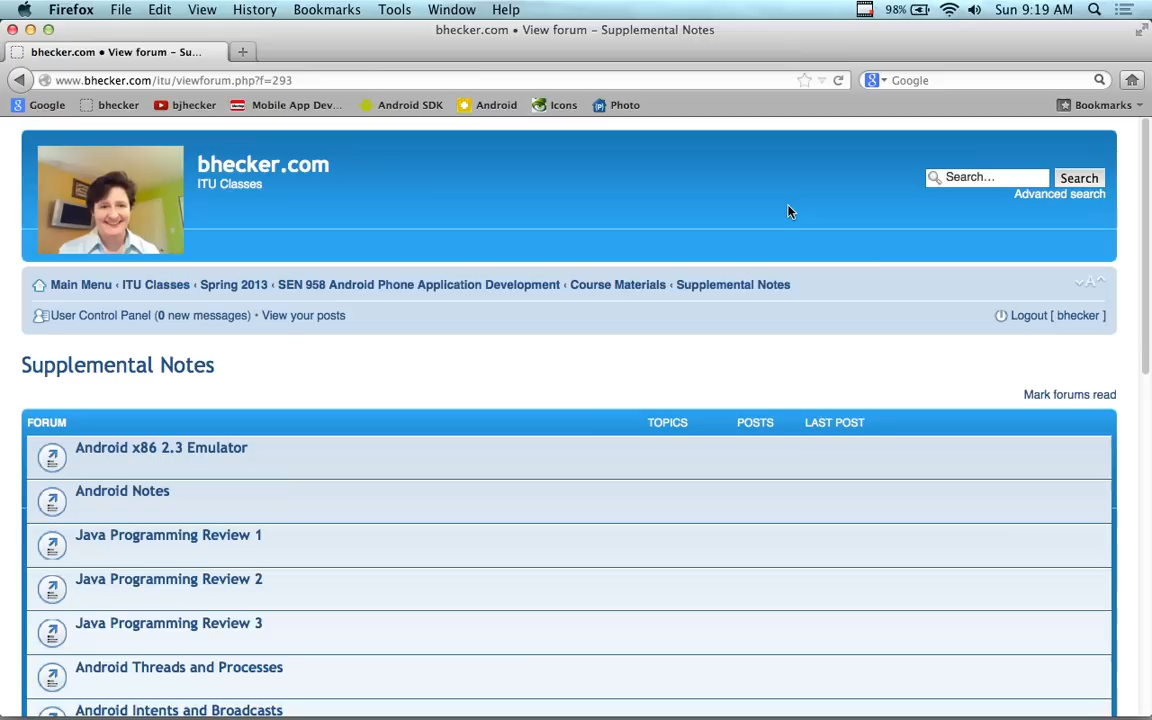 Firefox File Edit View History Bookmarks Tools Window Help 98% Sun 9:19 AM
bhecker.com • View forum – Supplemental Notes
bhecker.com • View forum – Su...
www.bhecker.com/itu/viewforum.php?f=293 Google
Google bhecker bjhecker Mobile App Dev... Android SDK Android Icons Photo Bookmarks
bhecker.com
ITU Classes
Search... Search
Advanced search
Main Menu ‹ ITU Classes ‹ Spring 2013 ‹ SEN 958 Android Phone Application Development ‹ Course Materials ‹ Supplemental Notes
User Control Panel (0 new messages) • View your posts Logout [ bhecker ]
Supplemental Notes
Mark forums read
FORUM TOPICS POSTS LAST POST
Android x86 2.3 Emulator
Android Notes
Java Programming Review 1
Java Programming Review 2
Java Programming Review 3
Android Threads and Processes
Android Intents and Broadcasts